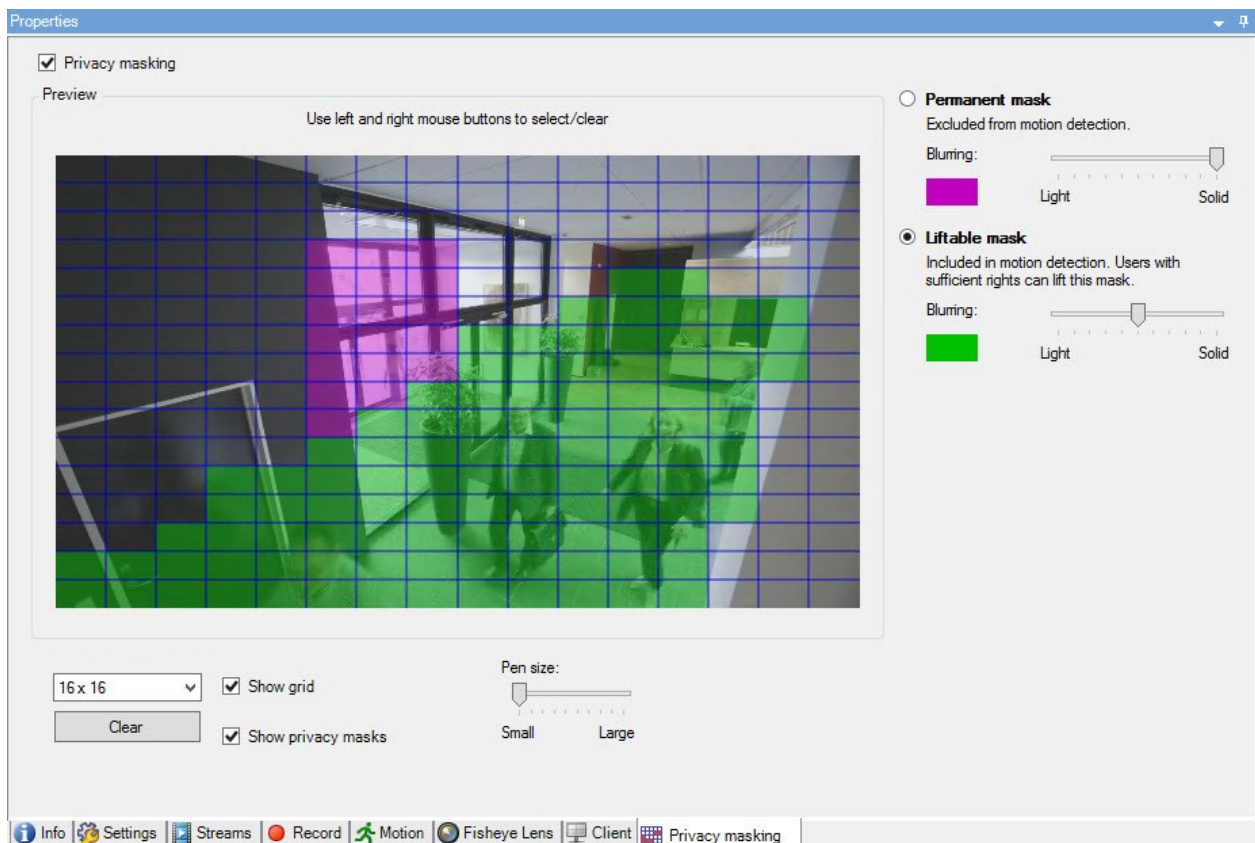 Properties
Privacy masking
Preview
Use left and right mouse buttons to select/clear
Permanent mask
Excluded from motion detection.
Blurring:
Light Solid
Liftable mask
Included in motion detection. Users with
sufficient rights can lift this mask.
Blurring:
Light Solid
16 x 16
Show grid
Clear
Show privacy masks
Pen size:
Small Large
Info Settings Streams Record Motion Fisheye Lens Client Privacy masking